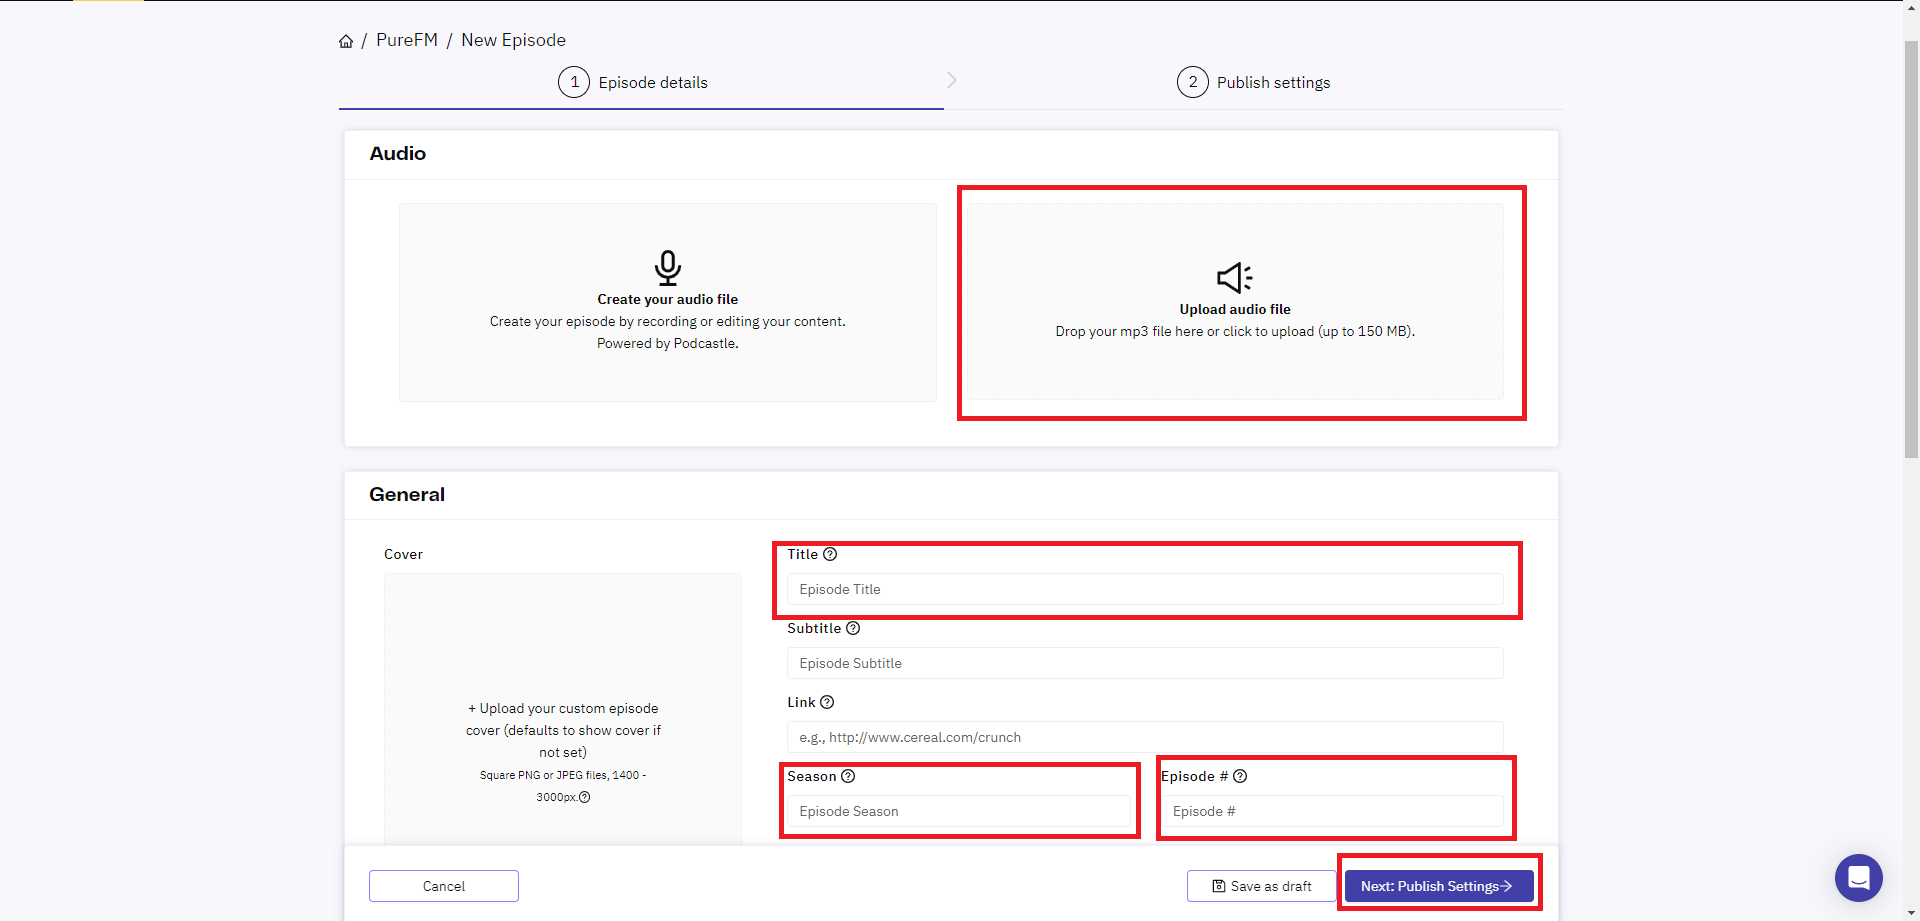 / PureFM / New Episode
1 Episode details
2 Publish settings
Audio
Create your audio file
Create your episode by recording or editing your content.
Powered by Podcastle.
Upload audio file
Drop your mp3 file here or click to upload (up to 150 MB).
General
Cover
+ Upload your custom episode
cover (defaults to show cover if
not set)
Square PNG or JPEG files, 1400 -
3000px.
Title
Episode Title
Subtitle
Episode Subtitle
Link
e.g., http://www.cereal.com/crunch
Season
Episode Season
Episode #
Episode #
Cancel
Save as draft
Next: Publish Settings